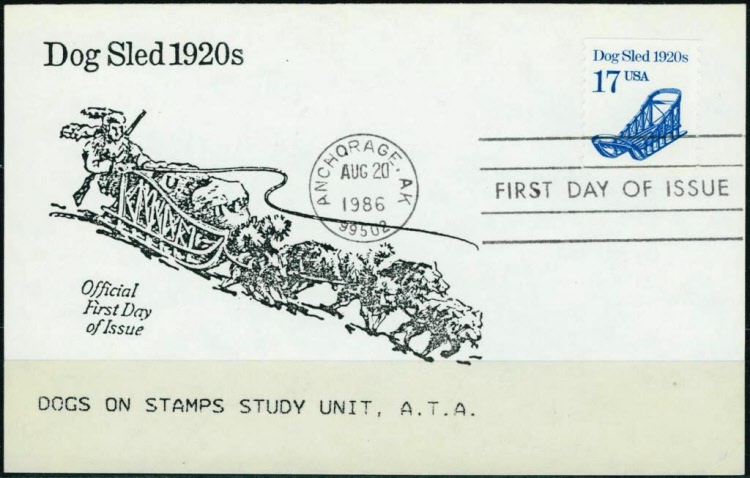 Dog Sled 1920s
Dog Sled 1920s
17 USA
ANCHORAGE, AK
AUG 20
1986
99502
FIRST DAY OF ISSUE
Official
First Day
of Issue
DOGS ON STAMPS STUDY UNIT, A.T.A.